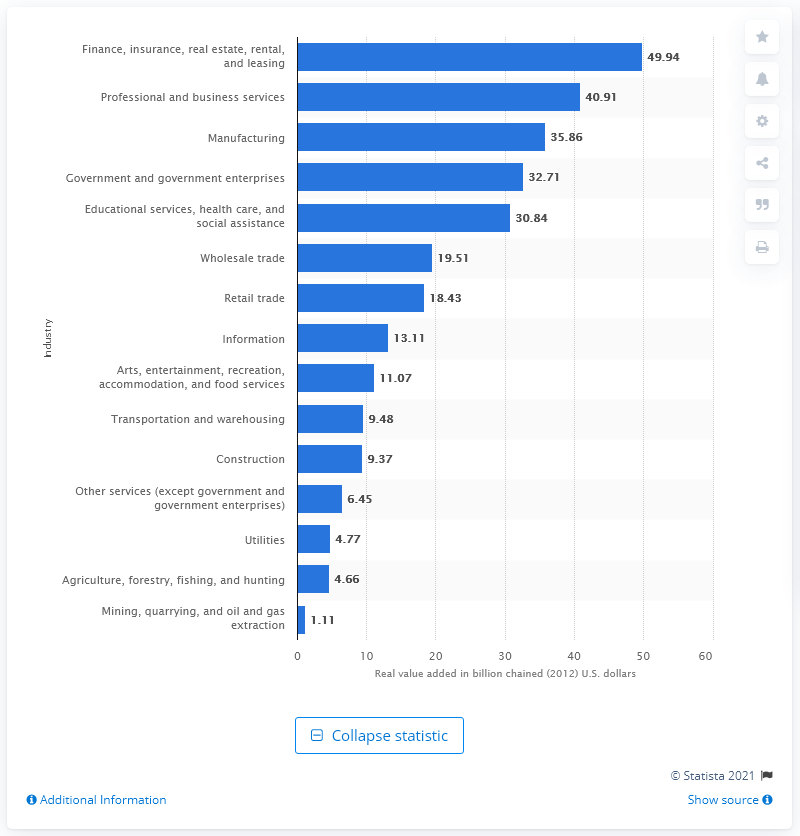 Finance, insurance, real estate, rental,
and leasing
49.94
Professional and business services
40.91
Manufacturing
35.86
Government and government enterprises
32.71
Educational services, health care, and
social assistance
30.84
Wholesale trade
19.51
Retail trade
18.43
Information
13.11
Arts, entertainment, recreation,
accommodation, and food services
11.07
Transportation and warehousing
9.48
Construction
9.37
Other services (except government and
government enterprises)
6.45
Utilities
4.77
Agriculture, forestry, fishing, and hunting
4.66
Mining, quarrying, and oil and gas
extraction
1.11
Industry
0 10 20 30 40 50 60
Real value added in billion chained (2012) U.S. dollars
Collapse statistic
© Statista 2021
Additional Information
Show source